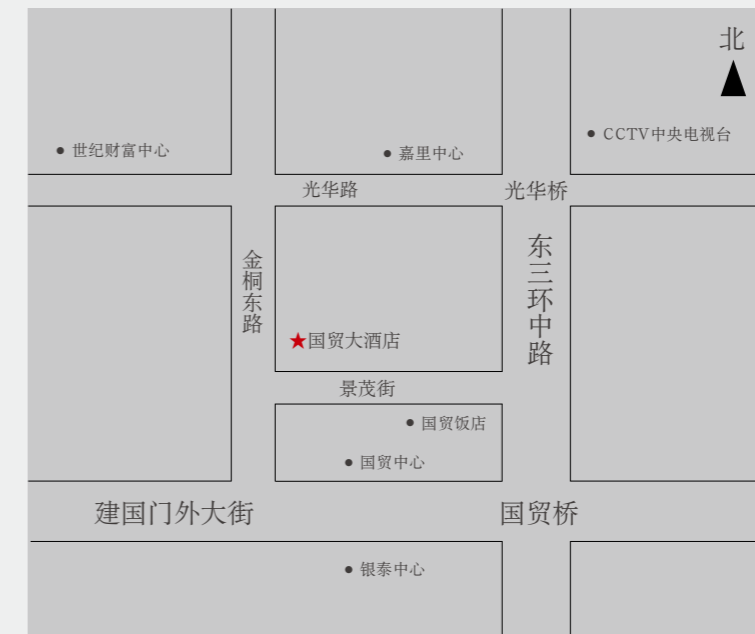 北
CCTV中央电视台
世纪财富中心
嘉里中心
光华路
光华桥
金桐东路
东三环中路
国贸大酒店
景茂街
国贸饭店
国贸中心
建国门外大街
国贸桥
银泰中心